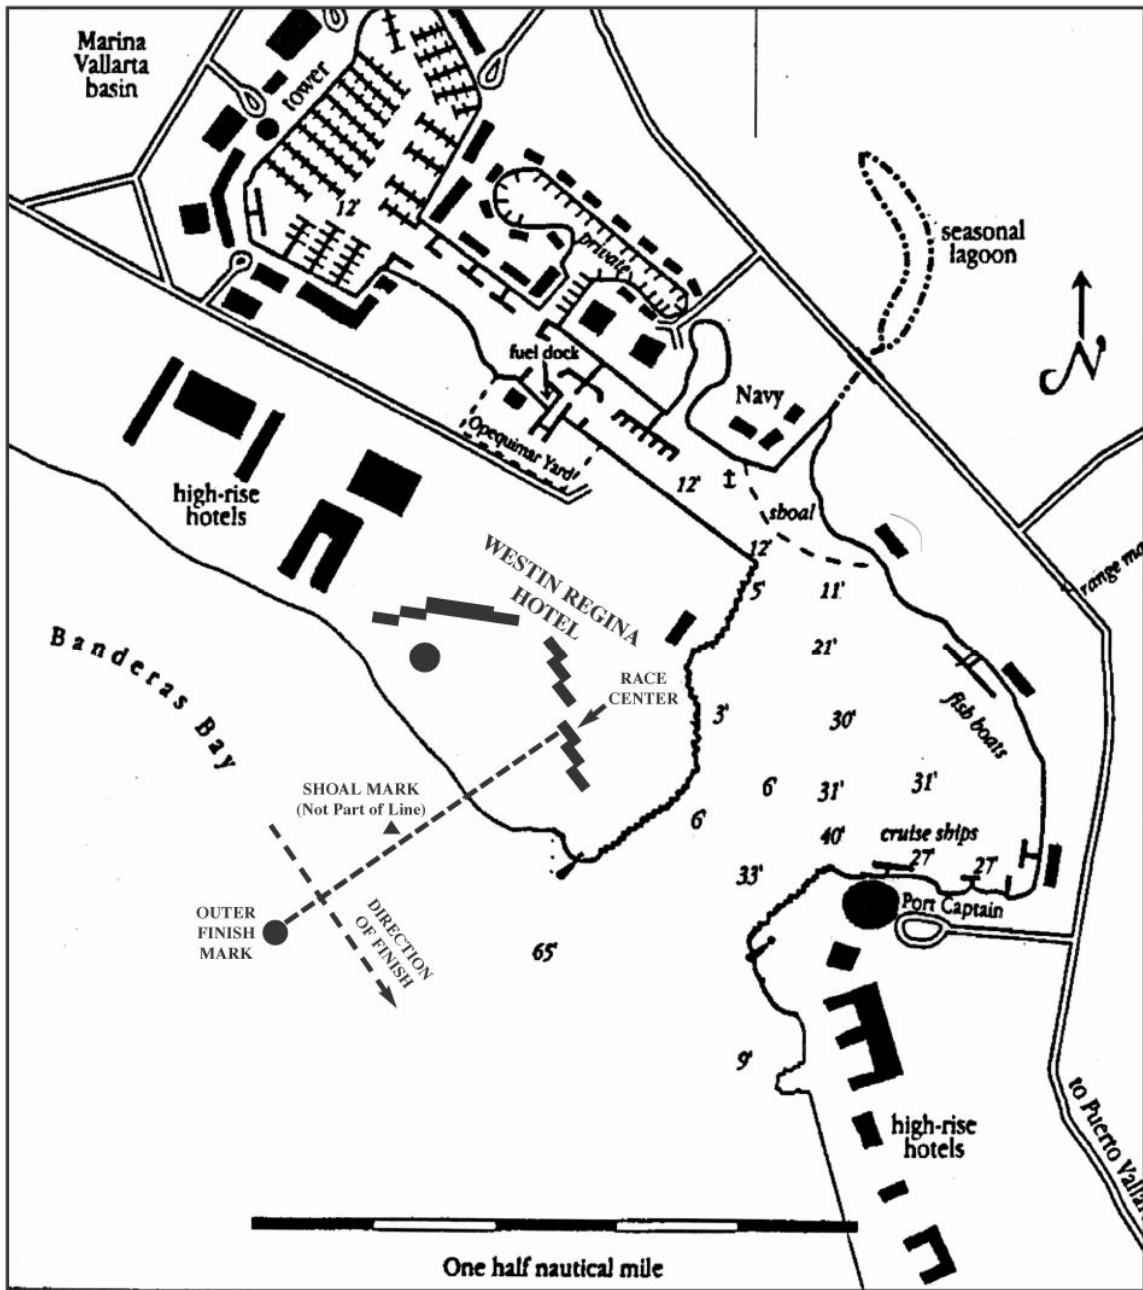 Marina
Vallarta
basin
tower
12'
private
seasonal
lagoon
N
fuel dock
Navy
Opequimar Yard
high-rise
hotels
12'
shoal
12'
5'
11'
range
WESTIN REGINA
HOTEL
21'
Banderas Bay
RACE
CENTER
3'
30'
fish boats
SHOAL MARK
(Not Part of Line)
6'
31'
31'
6'
40'
cruise ships
27'
27'
33'
Port Captain
OUTER
FINISH
MARK
DIRECTION
OF FINISH
65'
9'
to Puerto
high-rise
hotels
One half nautical mile